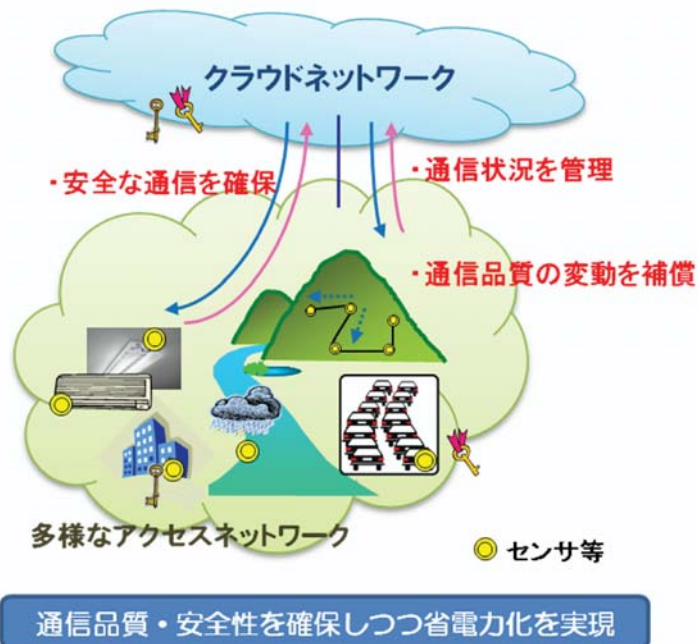 クラウドネットワーク
・安全な通信を確保
・通信状況を管理
・通信品質の変動を補償
多様なアクセスネットワーク
センサ等
通信品質・安全性を確保しつつ省電力化を実現